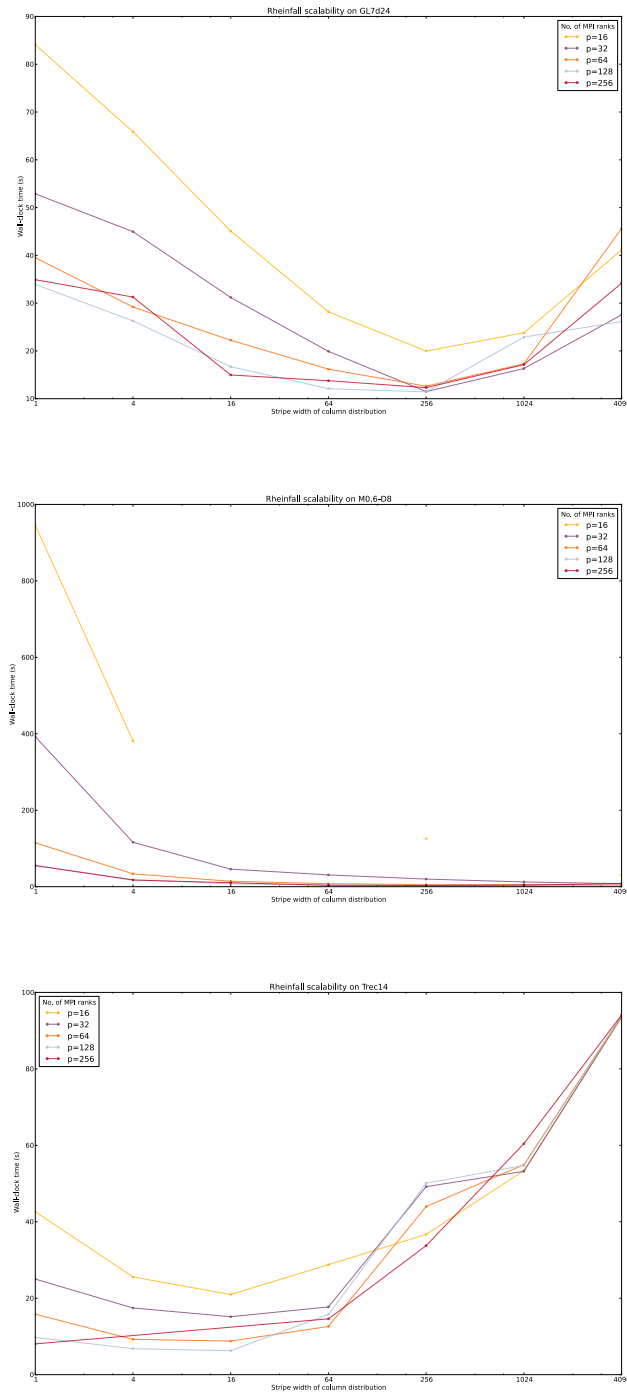 Rheinfall scalability on GL7d24
90
80
70
60
50
40
30
20
10
Wall-clock time (s)
No. of MPI ranks
p=16
p=32
p=64
p=128
p=256
1 4 16 64 256 1024 409
Stripe width of column distribution
Rheinfall scalability on M0,6-D8
1000
800
600
400
200
0
Wall-clock time (s)
No. of MPI ranks
p=16
p=32
p=64
p=128
p=256
1 4 16 64 256 1024 409
Stripe width of column distribution
Rheinfall scalability on Trec14
100
80
60
40
20
0
Wall-clock time (s)
No. of MPI ranks
p=16
p=32
p=64
p=128
p=256
1 4 16 64 256 1024 409
Stripe width of column distribution